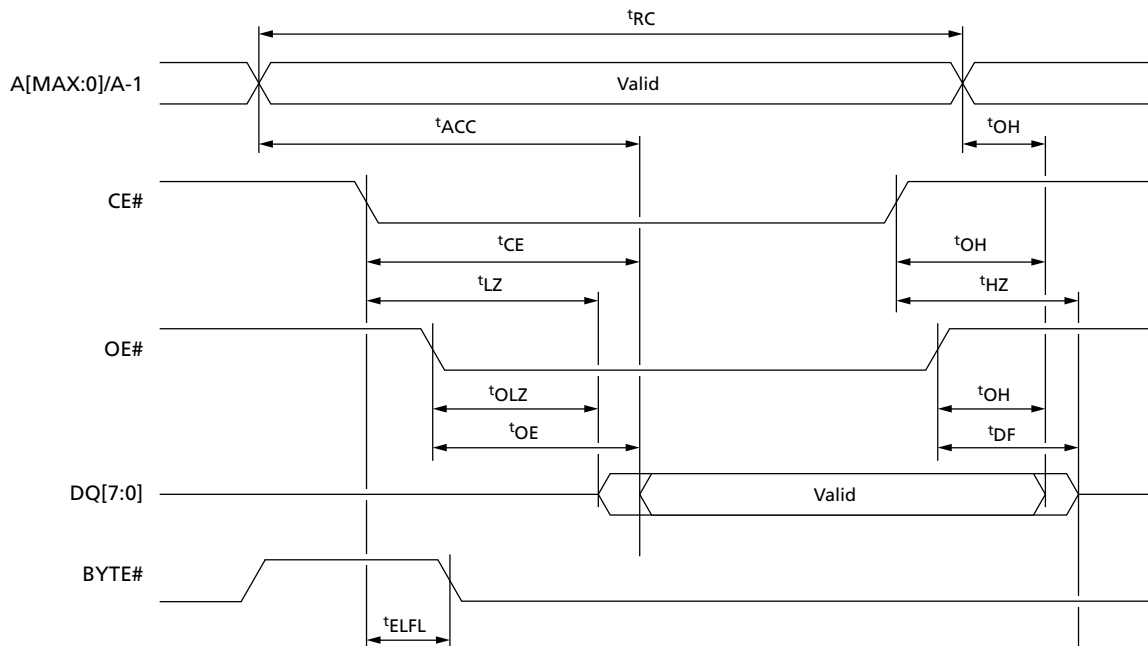 tRC
A[MAX:0]/A-1
Valid
tACC
tOH
CE#
tCE
tOH
tLZ
tHZ
OE#
tOLZ
tOH
tOE
tDF
DQ[7:0]
Valid
BYTE#
tELFL